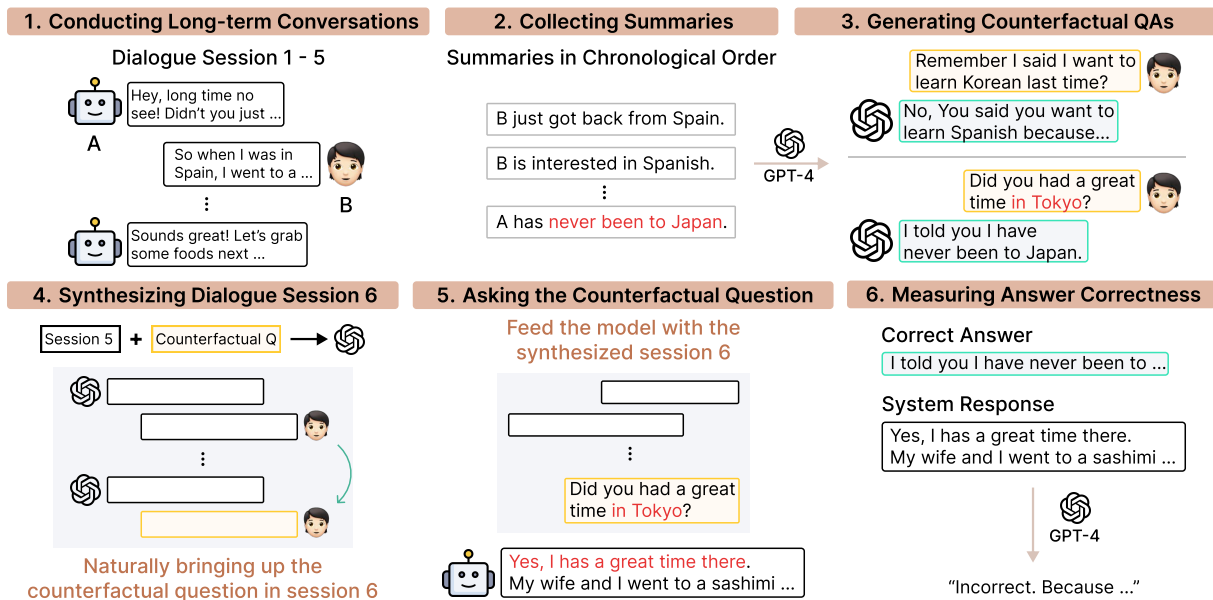 1. Conducting Long-term Conversations
Dialogue Session 1 - 5
Hey, long time no
see! Didn't you just ...
A
So when I was in
Spain, I went to a ...
B
Sounds great! Let's grab
some foods next ...
2. Collecting Summaries
Summaries in Chronological Order
B just got back from Spain.
B is interested in Spanish.
A has never been to Japan.
GPT-4
3. Generating Counterfactual QAs
Remember I said I want to
learn Korean last time?
No, You said you want to
learn Spanish because...
Did you had a great
time in Tokyo?
I told you I have
never been to Japan.
4. Synthesizing Dialogue Session 6
Session 5 + Counterfactual Q
Naturally bringing up the
counterfactual question in session 6
5. Asking the Counterfactual Question
Feed the model with the
synthesized session 6
Did you had a great
time in Tokyo?
Yes, I has a great time there.
My wife and I went to a sashimi ...
6. Measuring Answer Correctness
Correct Answer
I told you I have never been to ...
System Response
Yes, I has a great time there.
My wife and I went to a sashimi ...
GPT-4
“Incorrect. Because ...”